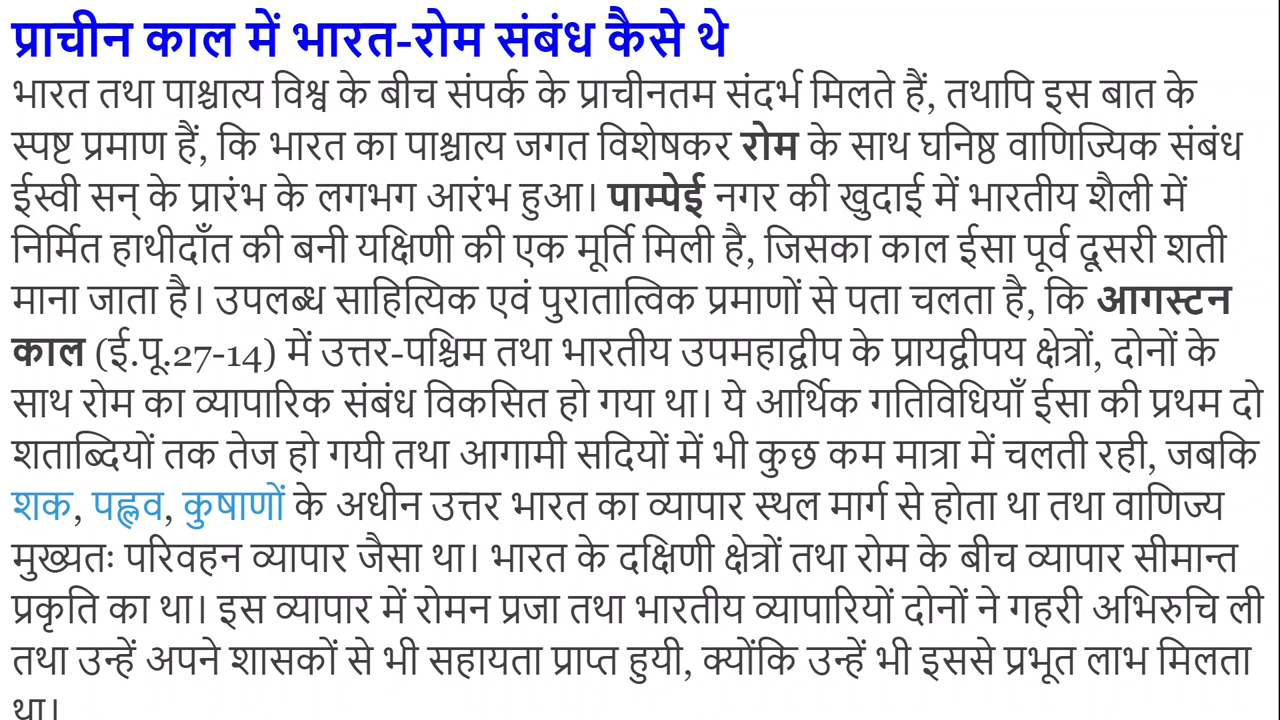 प्राचीन काल में भारत-रोम संबंध कैसे थे
भारत तथा पाश्चात्य विश्व के बीच संपर्क के प्राचीनतम संदर्भ मिलते हैं, तथापि इस बात के
स्पष्ट प्रमाण हैं, कि भारत का पाश्चात्य जगत विशेषकर रोम के साथ घनिष्ठ वाणिज्यिक संबंध
ईस्वी सन् के प्रारंभ के लगभग आरंभ हुआ। पाम्पेई नगर की खुदाई में भारतीय शैली में
निर्मित हाथीदाँत की बनी यक्षिणी की एक मूर्ति मिली है, जिसका काल ईसा पूर्व दूसरी शती
माना जाता है। उपलब्ध साहित्यिक एवं पुरातात्विक प्रमाणों से पता चलता है, कि आगस्टन
काल (ई.पू.27-14) में उत्तर-पश्चिम तथा भारतीय उपमहाद्वीप के प्रायद्वीपय क्षेत्रों, दोनों के
साथ रोम का व्यापारिक संबंध विकसित हो गया था। ये आर्थिक गतिविधियाँ ईसा की प्रथम दो
शताब्दियों तक तेज हो गयी तथा आगामी सदियों में भी कुछ कम मात्रा में चलती रही, जबकि
शक, पह्लव, कुषाणों के अधीन उत्तर भारत का व्यापार स्थल मार्ग से होता था तथा वाणिज्य
मुख्यतः परिवहन व्यापार जैसा था। भारत के दक्षिणी क्षेत्रों तथा रोम के बीच व्यापार सीमान्त
प्रकृति का था। इस व्यापार में रोमन प्रजा तथा भारतीय व्यापारियों दोनों ने गहरी अभिरुचि ली
तथा उन्हें अपने शासकों से भी सहायता प्राप्त हुयी, क्योंकि उन्हें भी इससे प्रभूत लाभ मिलता
था।